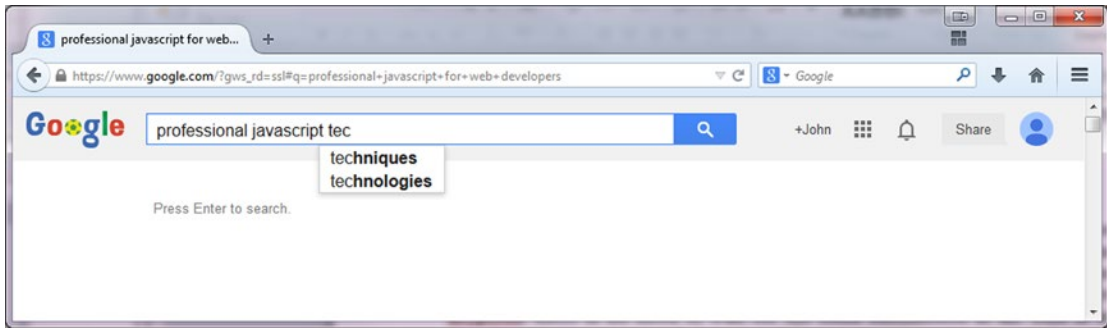 professional javascript for web...
https://www.google.com/?gws_rd=ssl#q=professional+javascript+for+web+developers
Google
Google
professional javascript tec
+John
Share
techniques
technologies
Press Enter to search.